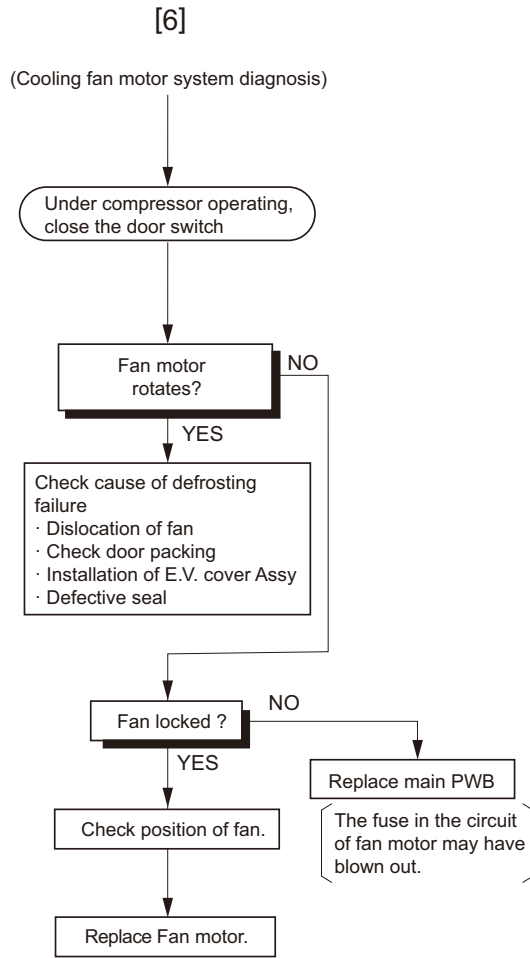 [6]
(Cooling fan motor system diagnosis)
Under compressor operating,
close the door switch
Fan motor
rotates?
NO
YES
Check cause of defrosting
failure
· Dislocation of fan
· Check door packing
· Installation of E.V. cover Assy
· Defective seal
Fan locked ?
NO
YES
Replace main PWB
The fuse in the circuit
of fan motor may have
blown out.
Check position of fan.
Replace Fan motor.